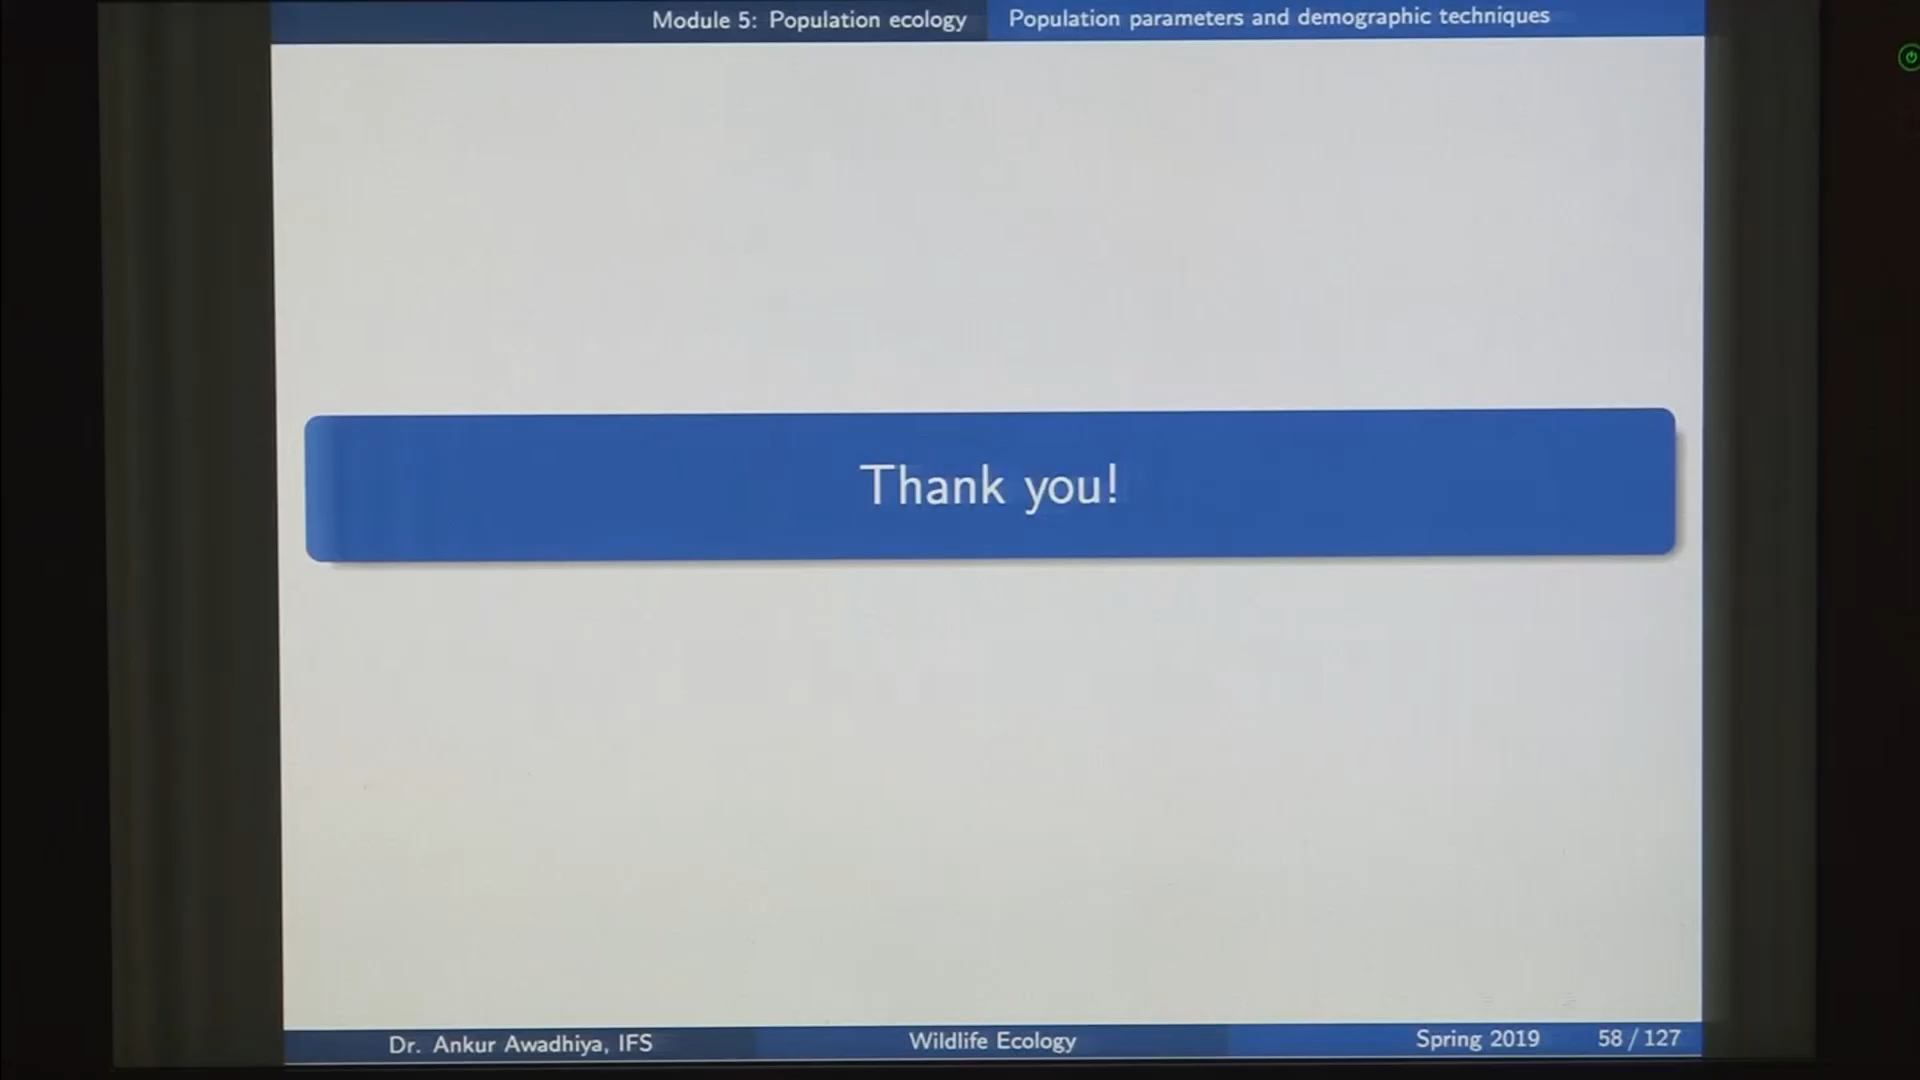 Module 5: Population ecology
Population parameters and demographic techniques
Thank you!
Dr. Ankur Awadhiya, IFS
Wildlife Ecology
Spring 2019
58 / 127